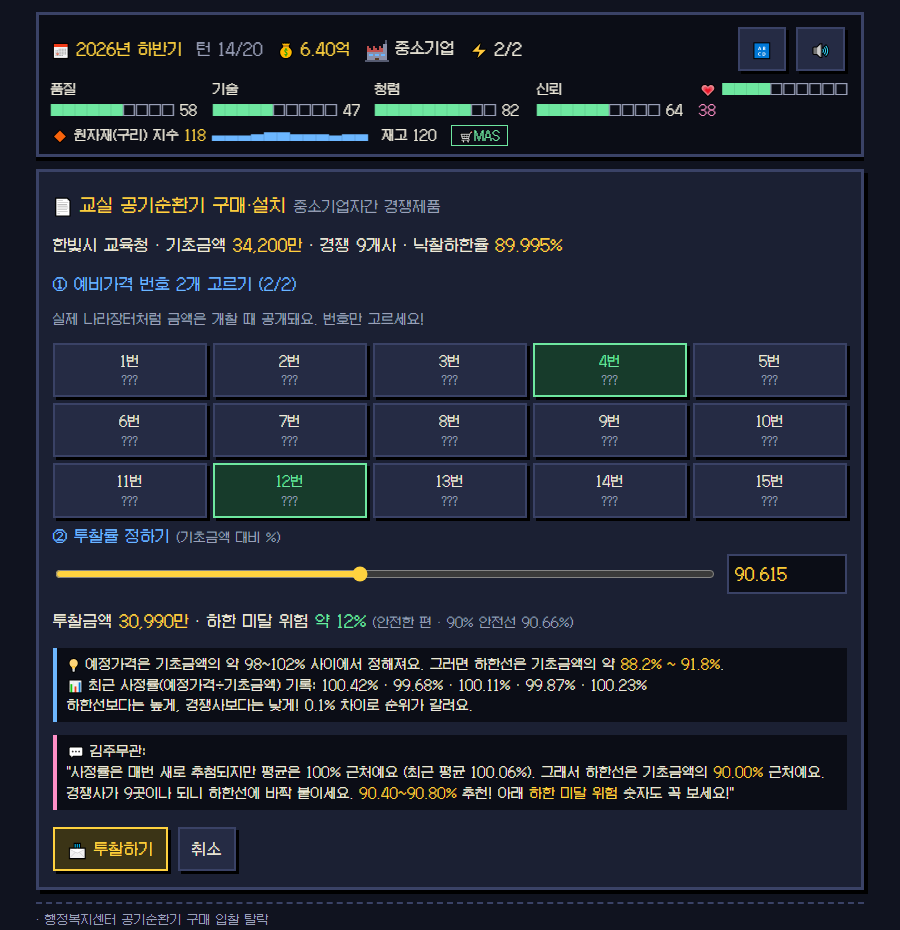 2026년 하반기 턴 14/20 6.40억 중소기업 2/2
품질 기술 청렴 신뢰
58 47 82 64 38
원자재(구리) 지수 118 재고 120 MAS
교실 공기순환기 구매·설치 중소기업자간 경쟁제품
한빛시 교육청 · 기초금액 34,200만 · 경쟁 9개사 · 낙찰하한율 89.995%
① 예비가격 번호 2개 고르기 (2/2)
실제 나라장터처럼 금액은 개찰 때 공개돼요. 번호만 고르세요!
1번 2번 3번 4번 5번
??? ??? ??? ??? ???
6번 7번 8번 9번 10번
??? ??? ??? ??? ???
11번 12번 13번 14번 15번
??? ??? ??? ??? ???
② 투찰률 정하기 (기초금액 대비 %)
90.615
투찰금액 30,990만 · 하한 미달 위험 약 12% (안전한 편 · 90% 안전선 90.66%)
예정가격은 기초금액의 약 98~102% 사이에서 정해져요. 그러면 하한선은 기초금액의 약 88.2% ~ 91.8%.
최근 사정률(예정가격÷기초금액) 기록: 100.42% · 99.68% · 100.11% · 99.87% · 100.23%
하한선보다는 높게, 경쟁사보다는 낮게! 0.1% 차이로 순위가 갈려요.
김주무관:
"사정률은 매번 새로 추첨되지만 평균은 100% 근처예요 (최근 평균 100.06%). 그래서 하한선은 기초금액의 90.00% 근처예요.
경쟁사가 9곳이나 되니 하한선에 바짝 붙이세요. 90.40~90.80% 추천! 아래 하한 미달 위험 숫자도 꼭 보세요!"
투찰하기 취소
· 행정복지센터 공기순환기 구매 입찰 탈락